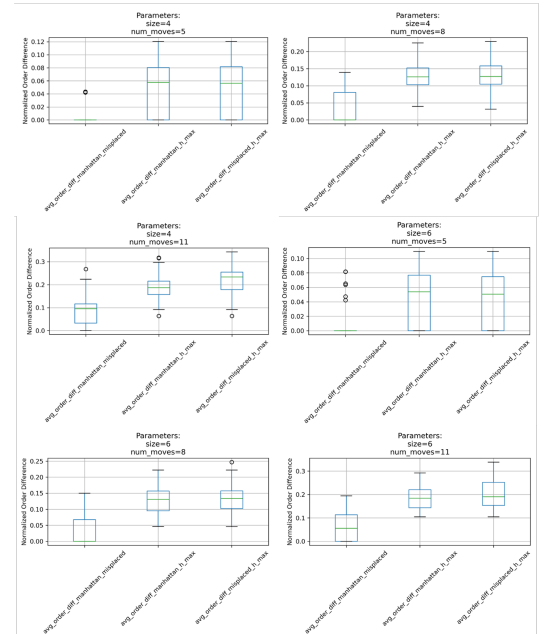 Parameters:
size=4
num_moves=5
Normalized Order Difference
0.12
0.10
0.08
0.06
0.04
0.02
0.00
avg_order_diff_manhattan_misplaced
avg_order_diff_manhattan_h_max
avg_order_diff_misplaced_h_max
Parameters:
size=4
num_moves=8
Normalized Order Difference
0.20
0.15
0.10
0.05
0.00
avg_order_diff_manhattan_misplaced
avg_order_diff_manhattan_h_max
avg_order_diff_misplaced_h_max
Parameters:
size=4
num_moves=11
Normalized Order Difference
0.3
0.2
0.1
0.0
avg_order_diff_manhattan_misplaced
avg_order_diff_manhattan_h_max
avg_order_diff_misplaced_h_max
Parameters:
size=6
num_moves=5
Normalized Order Difference
0.10
0.08
0.06
0.04
0.02
0.00
avg_order_diff_manhattan_misplaced
avg_order_diff_manhattan_h_max
avg_order_diff_misplaced_h_max
Parameters:
size=6
num_moves=8
Normalized Order Difference
0.25
0.20
0.15
0.10
0.05
0.00
avg_order_diff_manhattan_misplaced
avg_order_diff_manhattan_h_max
avg_order_diff_misplaced_h_max
Parameters:
size=6
num_moves=11
Normalized Order Difference
0.3
0.2
0.1
0.0
avg_order_diff_manhattan_misplaced
avg_order_diff_manhattan_h_max
avg_order_diff_misplaced_h_max